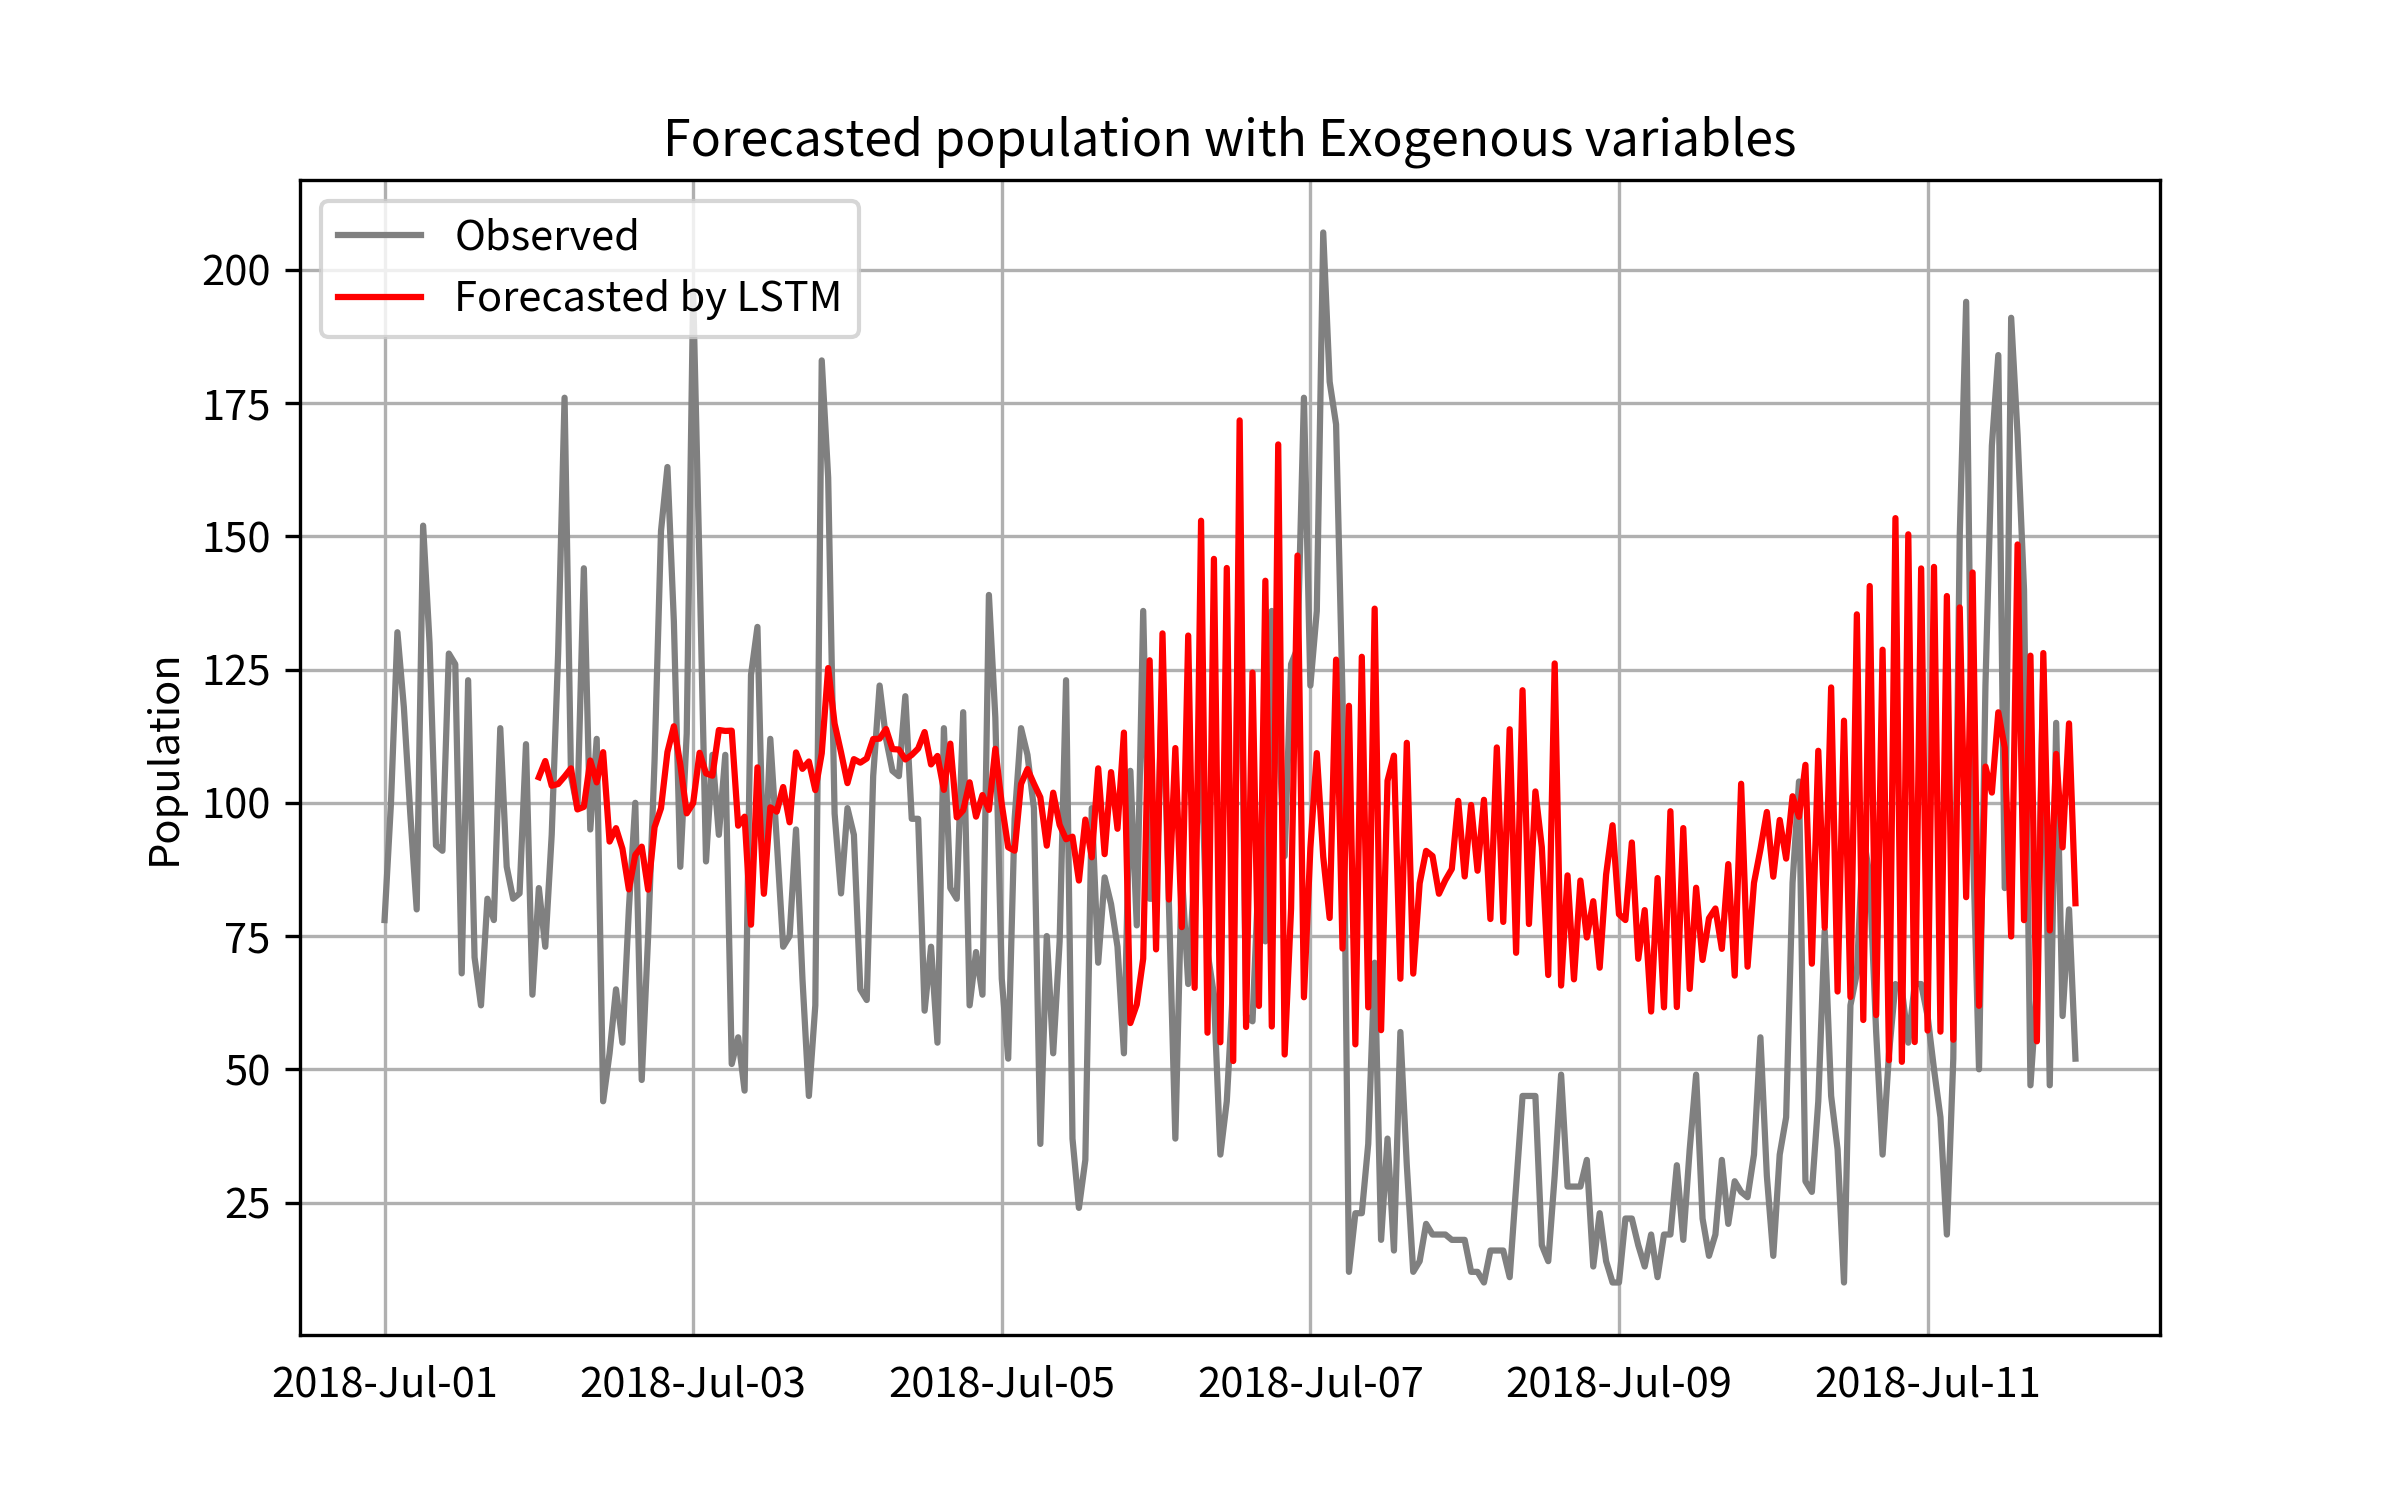 Forecasted population with Exogenous variables
Observed
Forecasted by LSTM
Population
200
175
150
125
100
75
50
25
2018-Jul-01
2018-Jul-03
2018-Jul-05
2018-Jul-07
2018-Jul-09
2018-Jul-11